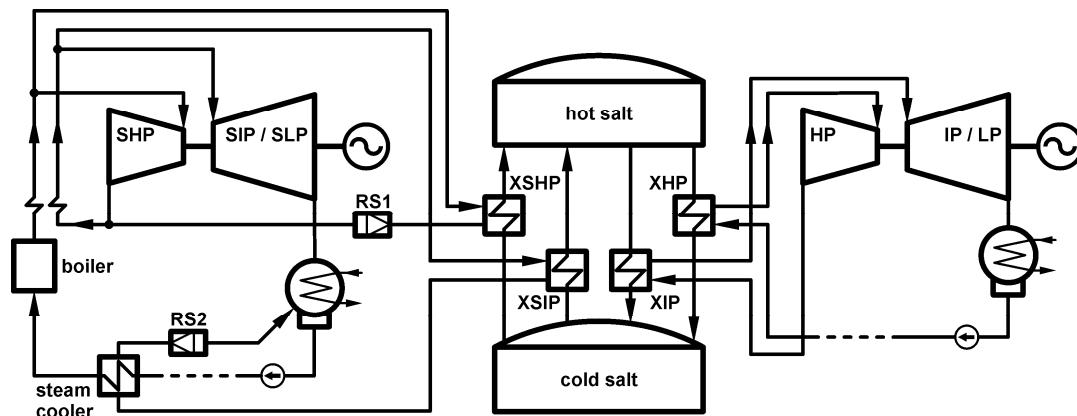 hot salt
SHP
SIP / SLP
HP
IP / LP
XSHP
XHP
RS1
boiler
XSIP
XIP
RS2
steam
cooler
cold salt